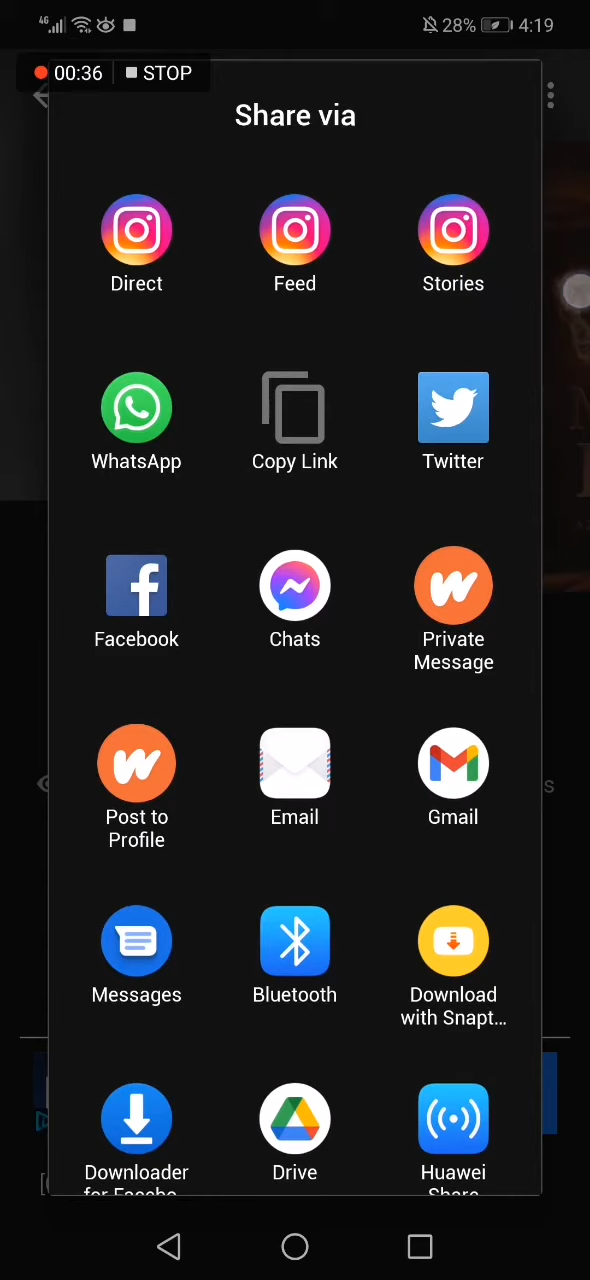 4G
28%
4:19
00:36
STOP
Share via
Direct
Feed
Stories
WhatsApp
Copy Link
Twitter
Facebook
Chats
Private
Message
Post to
Profile
Email
Gmail
Messages
Bluetooth
Download
with Snapt...
Downloader
for Facebo...
Drive
Huawei
Share
s